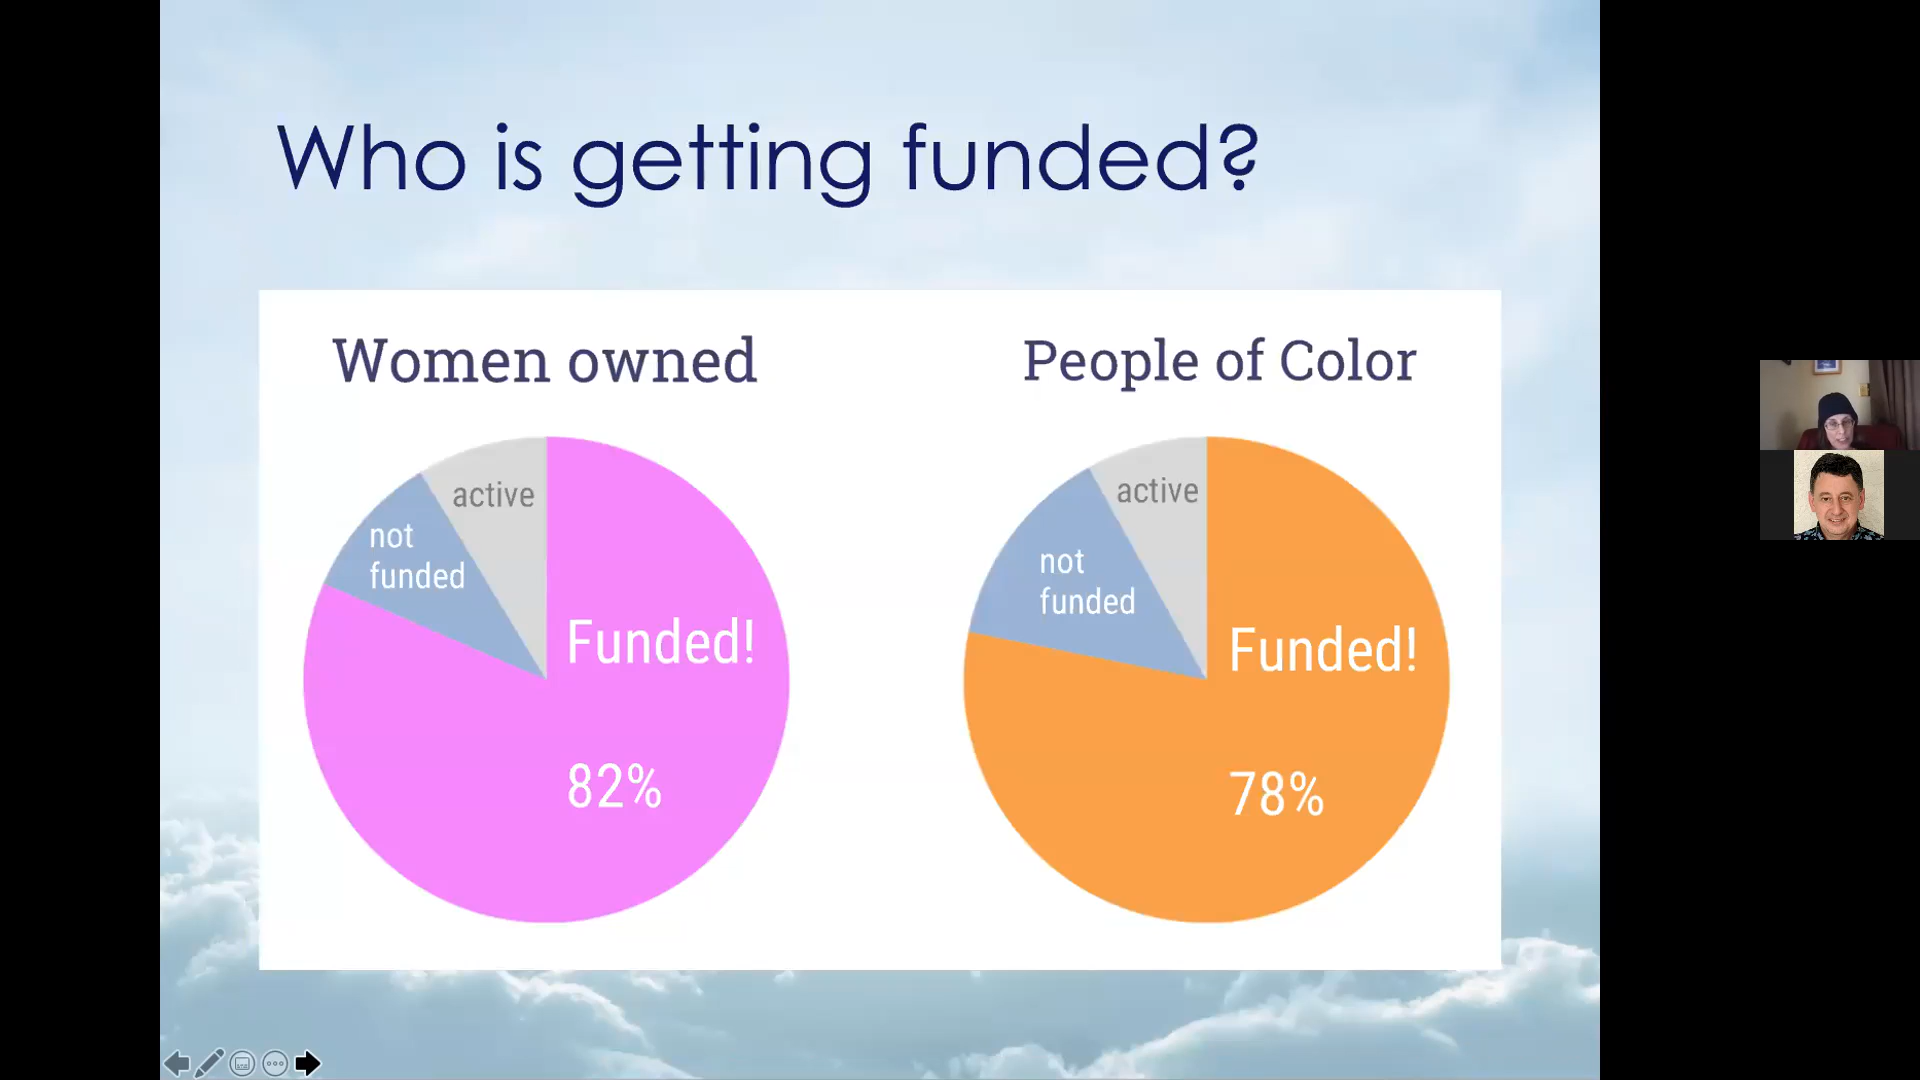 Who is getting funded?
Women owned
active
not
funded
Funded!
82%
People of Color
active
not
funded
Funded!
78%